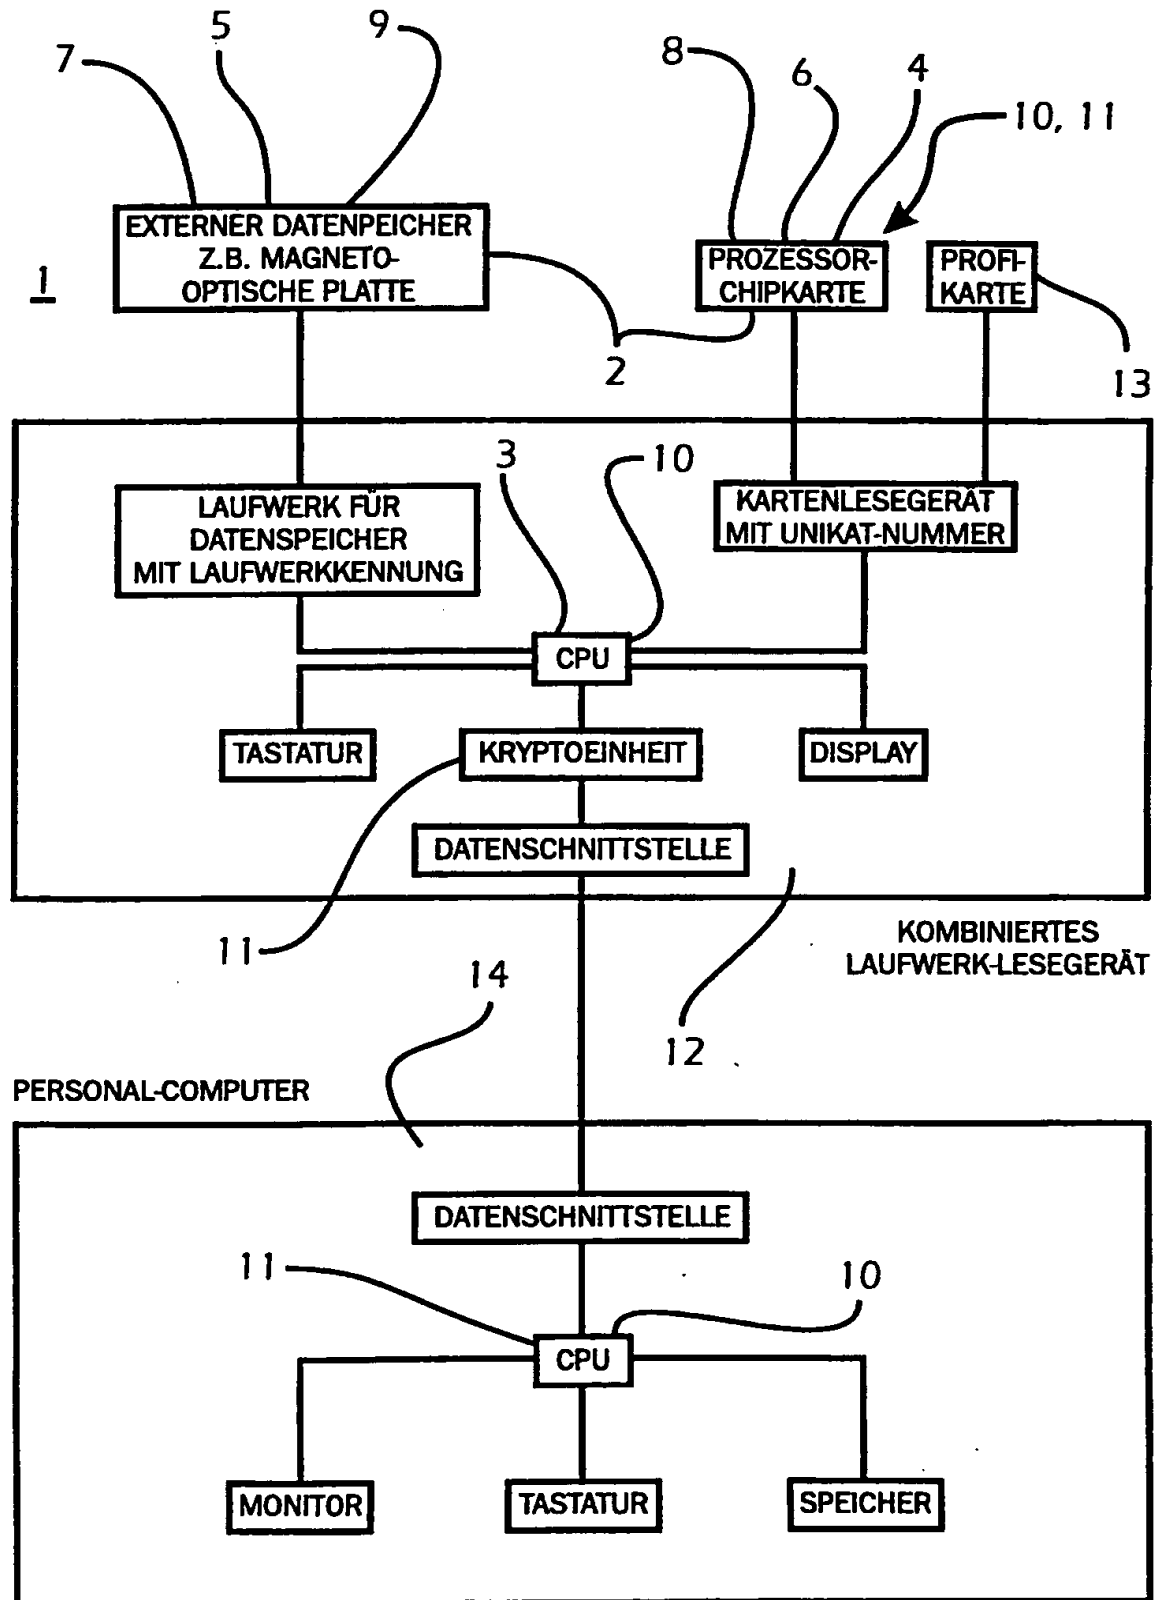 7
5
9
8
6
4
10, 11
EXTERNER DATENPEICHER
Z.B. MAGNETO-
OPTISCHE PLATTE
PROZESSOR-
CHIPKARTE
PROFI-
KARTE
1
2
13
3
10
LAUFWERK FÜR
DATENSPEICHER
MIT LAUFWERKKENNUNG
KARTENLESEGERÄT
MIT UNIKAT-NUMMER
CPU
TASTATUR
KRYPTOEINHEIT
DISPLAY
DATENSCHNITTSTELLE
11
KOMBINIERTES
LAUFWERK-LESEGERÄT
14
12
PERSONAL-COMPUTER
DATENSCHNITTSTELLE
11
10
CPU
MONITOR
TASTATUR
SPEICHER